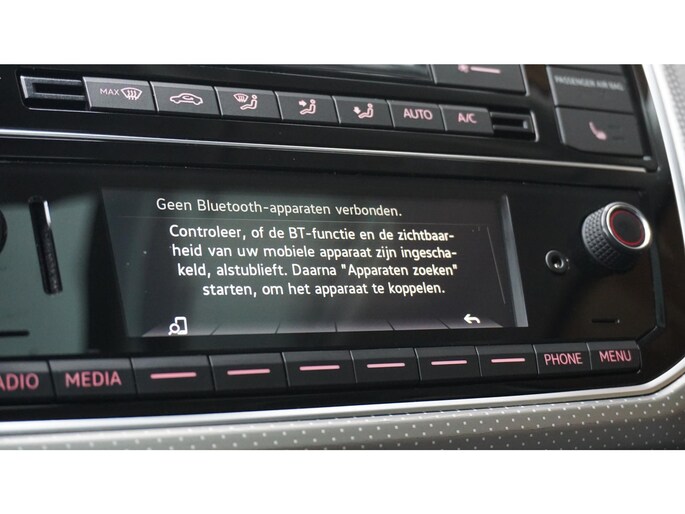 MAX
AUTO
A/C
PASSENGER AIR BAG
Geen Bluetooth-apparaten verbonden.
Controleer, of de BT-functie en de zichtbaar-
heid van uw mobiele apparaat zijn ingescha-
keld, alstublieft. Daarna "Apparaten zoeken"
starten, om het apparaat te koppelen.
ADIO
MEDIA
PHONE
MENU